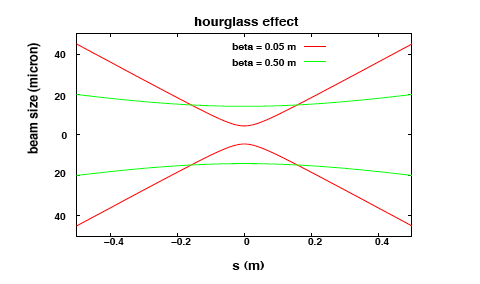 hourglass effect
beta = 0.05 m
beta = 0.50 m
beam size (micron)
40
20
0
20
40
−0.4
−0.2
0
0.2
0.4
s (m)